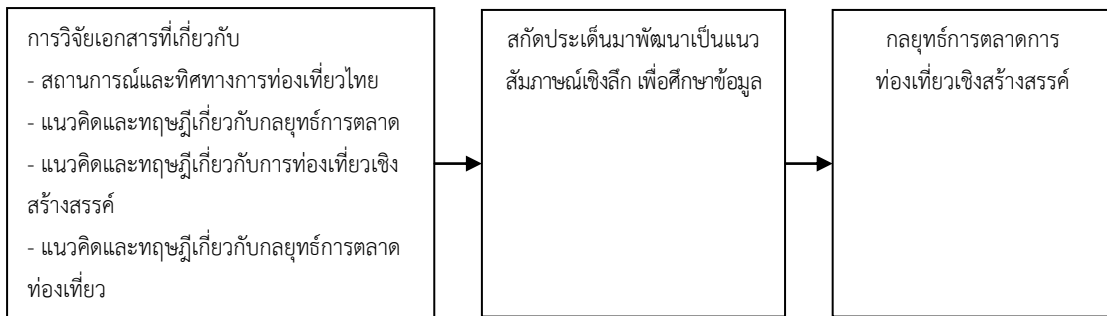 การวิจัยเอกสารที่เกี่ยวกับ
- สถานการณ์และทิศทางการท่องเที่ยวไทย
- แนวคิดและทฤษฎีเกี่ยวกับกลยุทธ์การตลาด
- แนวคิดและทฤษฎีเกี่ยวกับการท่องเที่ยวเชิง
สร้างสรรค์
- แนวคิดและทฤษฎีเกี่ยวกับกลยุทธ์การตลาด
ท่องเที่ยว
สกัดประเด็นมาพัฒนาเป็นแนว
สัมภาษณ์เชิงลึก เพื่อศึกษาข้อมูล
กลยุทธ์การตลาดการ
ท่องเที่ยวเชิงสร้างสรรค์